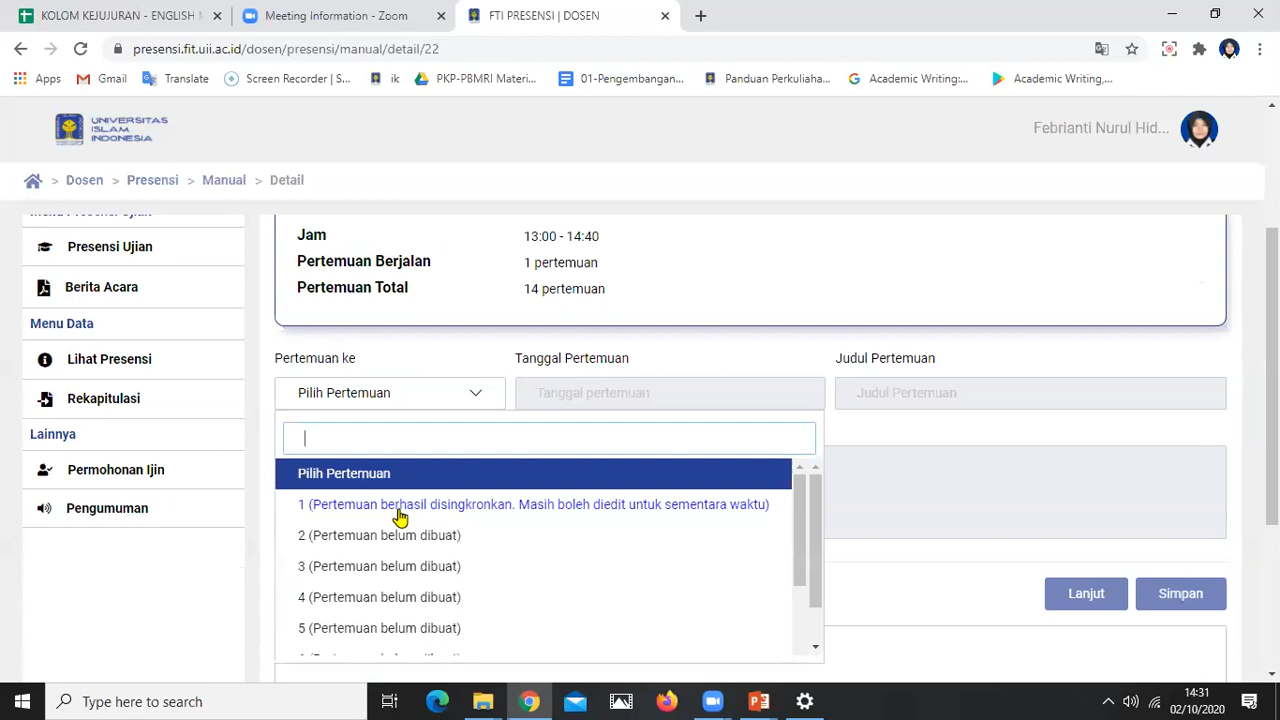 KOLOM KEJUJURAN - ENGLISH M
Meeting Information - Zoom
FTI PRESENSI | DOSEN
presensi.fit.uii.ac.id/dosen/presensi/manual/detail/22
Apps
Gmail
Translate
Screen Recorder | S...
ik
PKP-PBMRI Materi...
01-Pengembangan...
Panduan Perkuliaha...
Academic Writing:...
Academic Writing,...
UNIVERSITAS
ISLAM
INDONESIA
Febrianti Nurul Hid...
> Dosen > Presensi > Manual > Detail
Menu Presensi Ujian
Presensi Ujian
Berita Acara
Menu Data
Lihat Presensi
Rekapitulasi
Lainnya
Permohonan Ijin
Pengumuman
Jam 13:00 - 14:40
Pertemuan Berjalan 1 pertemuan
Pertemuan Total 14 pertemuan
Pertemuan ke
Tanggal Pertemuan
Judul Pertemuan
Pilih Pertemuan
Tanggal pertemuan
Judul Pertemuan
Pilih Pertemuan
1 (Pertemuan berhasil disingkronkan. Masih boleh diedit untuk sementara waktu)
2 (Pertemuan belum dibuat)
3 (Pertemuan belum dibuat)
4 (Pertemuan belum dibuat)
5 (Pertemuan belum dibuat)
Lanjut
Simpan
Type here to search
14:31
02/10/2020